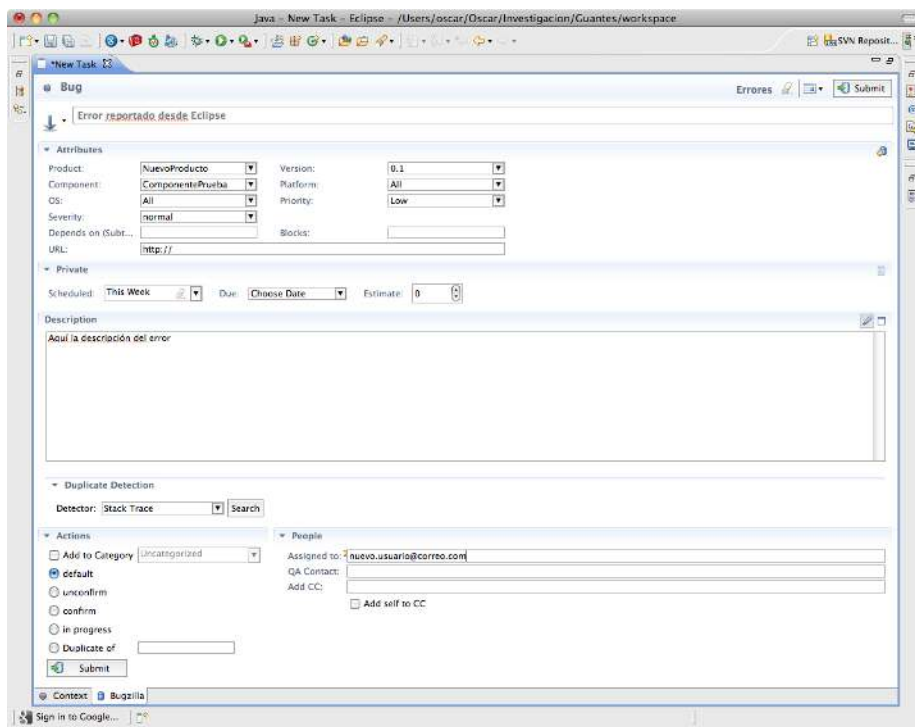 Java – New Task – Eclipse – /Users/oscar/Oscar/Investigacion/Guantes/workspace
SVN Reposit...
*New Task
Bug
Errores
Submit
Error reportado desde Eclipse
Attributes
Product: NuevoProducto Version: 0.1
Component: ComponentePrueba Platform: All
OS: All Priority: Low
Severity: normal
Depends on (Subt... Blocks:
URL: http://
Private
Scheduled: This Week Due: Choose Date Estimate: 0
Description
Aquí la descripción del error
Duplicate Detection
Detector: Stack Trace Search
Actions
Add to Category Uncategorized
default
unconfirm
confirm
in progress
Duplicate of
Submit
People
Assigned to: nuevo.usuario@correo.com
QA Contact:
Add CC:
Add self to CC
Context Bugzilla
Sign in to Google...